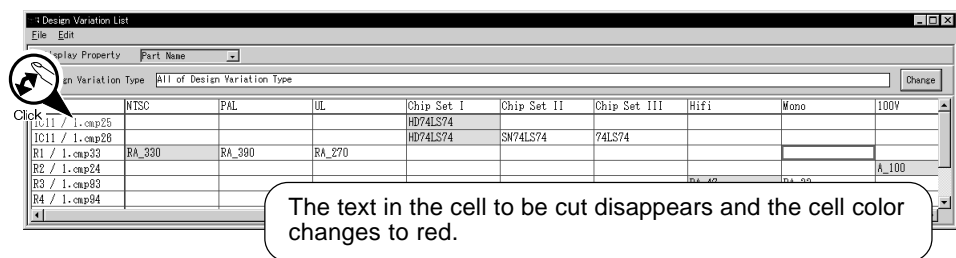 Design Variation List
File Edit
Display Property Part Name
Design Variation Type All of Design Variation Type Change
NTSC PAL UL Chip Set I Chip Set II Chip Set III Hifi Mono 100V
Click
IC11 / 1.cmp25 HD74LS74
IC11 / 1.cmp26 HD74LS74 SN74LS74 74LS74
R1 / 1.cmp33 RA_330 RA_390 RA_270
R2 / 1.cmp24 A_100
R3 / 1.cmp93
R4 / 1.cmp94
The text in the cell to be cut disappears and the cell color
changes to red.